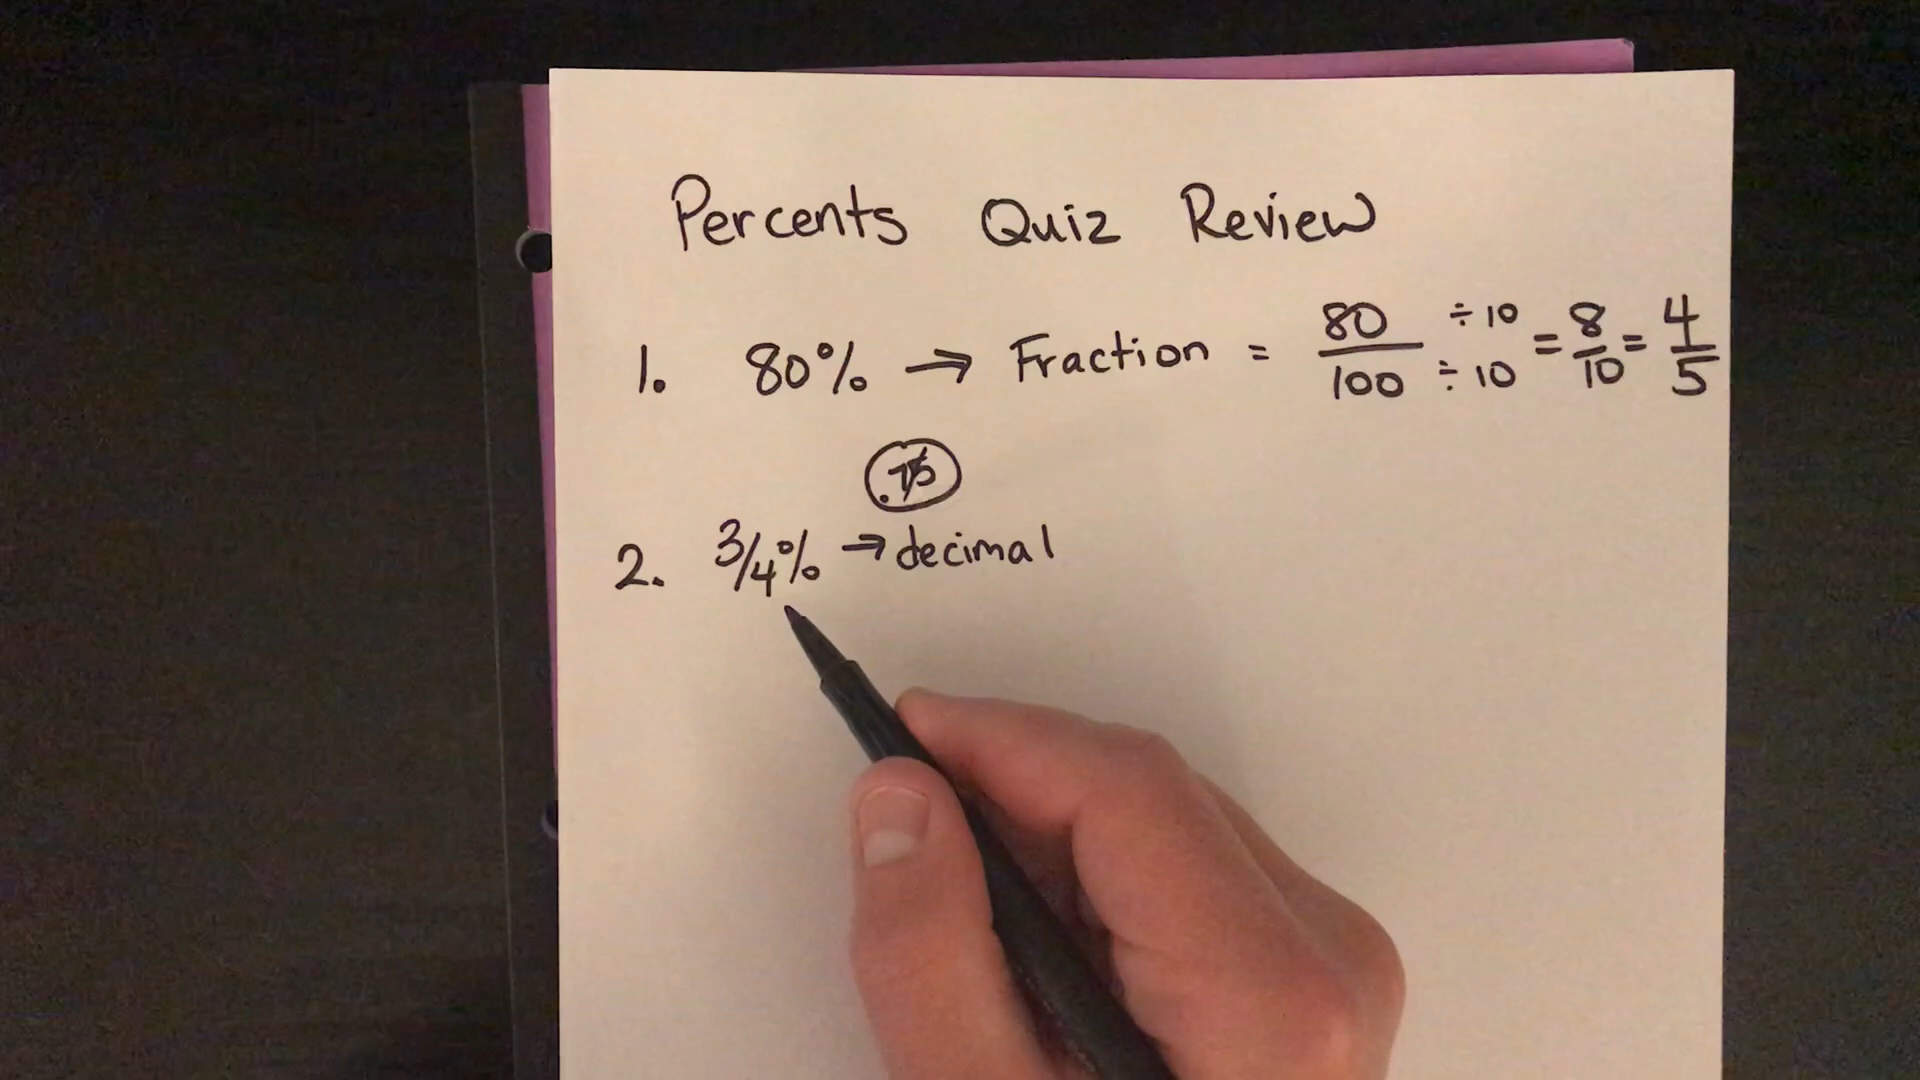 Percents Quiz Review
1. 80% → Fraction = 80/100 ÷10/÷10 = 8/10 = 4/5
.75
2. 3/4% → decimal